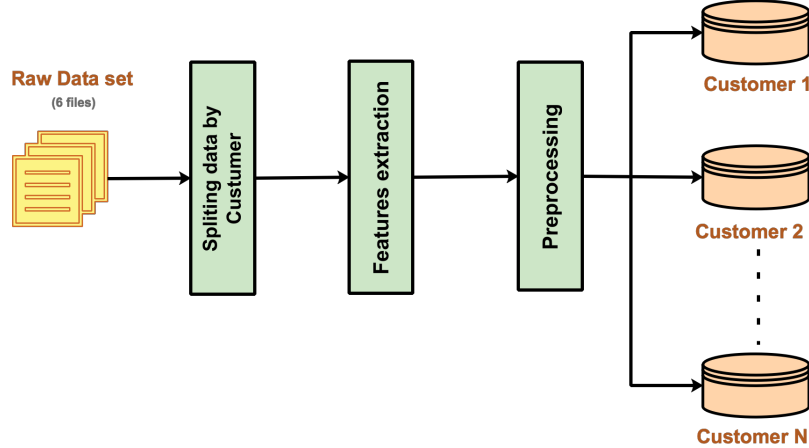 Raw Data set
(6 files)
Spliting data by
Custumer
Features extraction
Preprocessing
Customer 1
Customer 2
Customer N